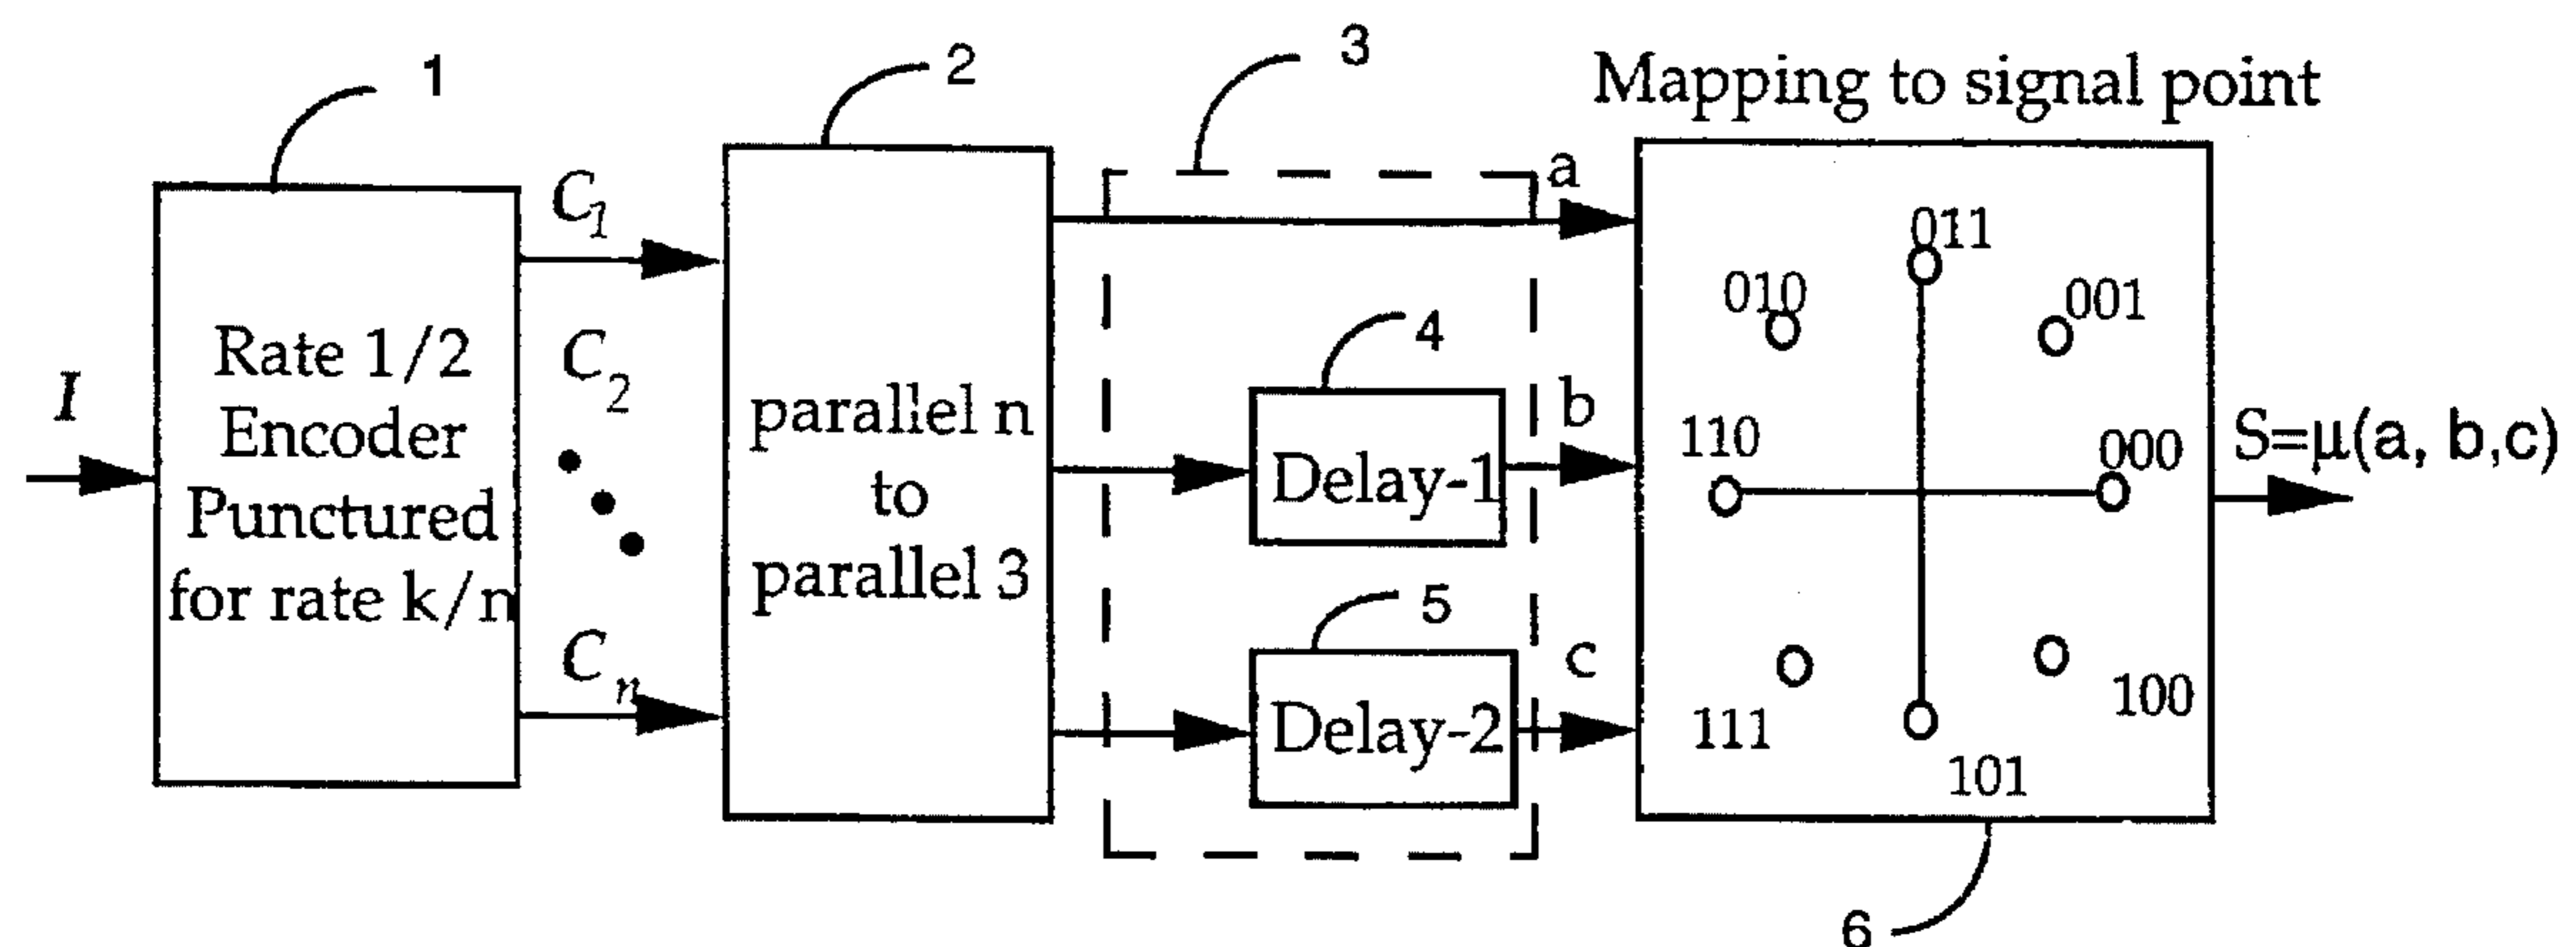 1
2
3
Mapping to signal point
I
Rate 1/2
Encoder
Punctured
for rate k/n
C1
C2
Cn
parallel n
to
parallel 3
4
Delay-1
5
Delay-2
a
b
c
011
010
001
110
000
111
101
100
S=μ(a, b,c)
6